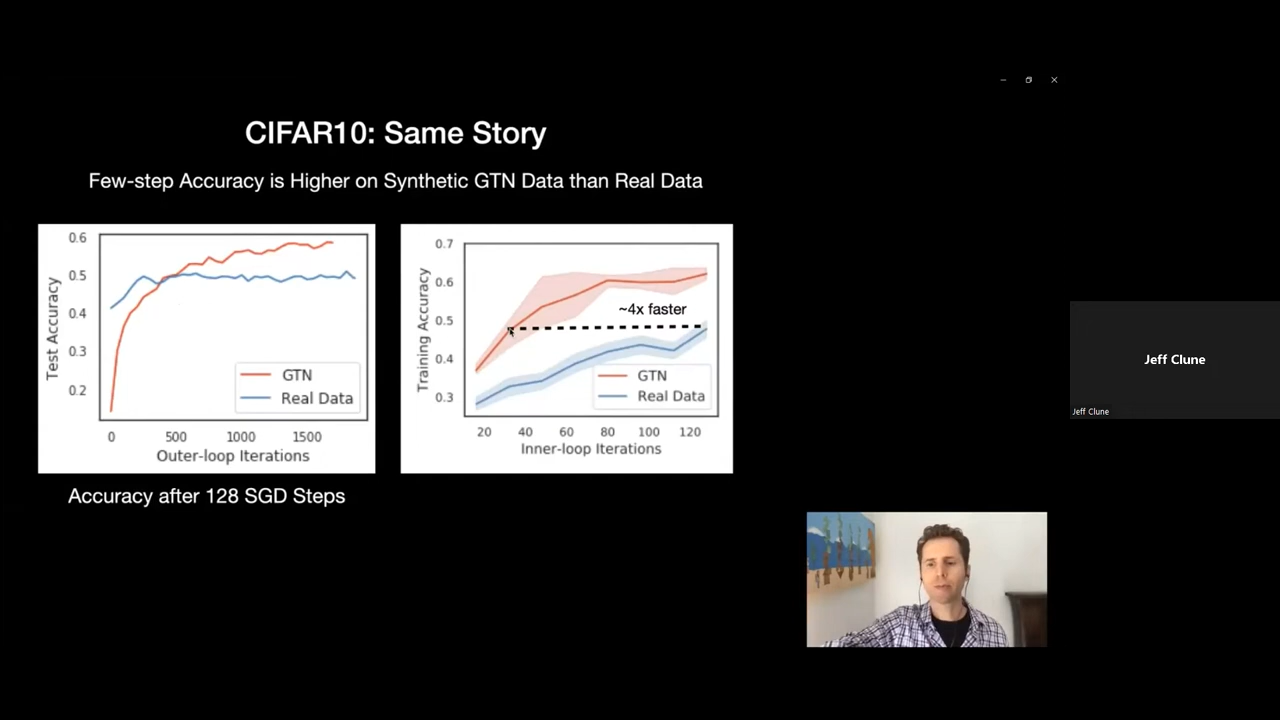 CIFAR10: Same Story
Few-step Accuracy is Higher on Synthetic GTN Data than Real Data
0.6
0.5
0.4
0.3
0.2
Test Accuracy
GTN
Real Data
0 500 1000 1500
Outer-loop Iterations
Accuracy after 128 SGD Steps
0.7
0.6
0.5
0.4
0.3
Training Accuracy
~4x faster
GTN
Real Data
20 40 60 80 100 120
Inner-loop Iterations
Jeff Clune
Jeff Clune